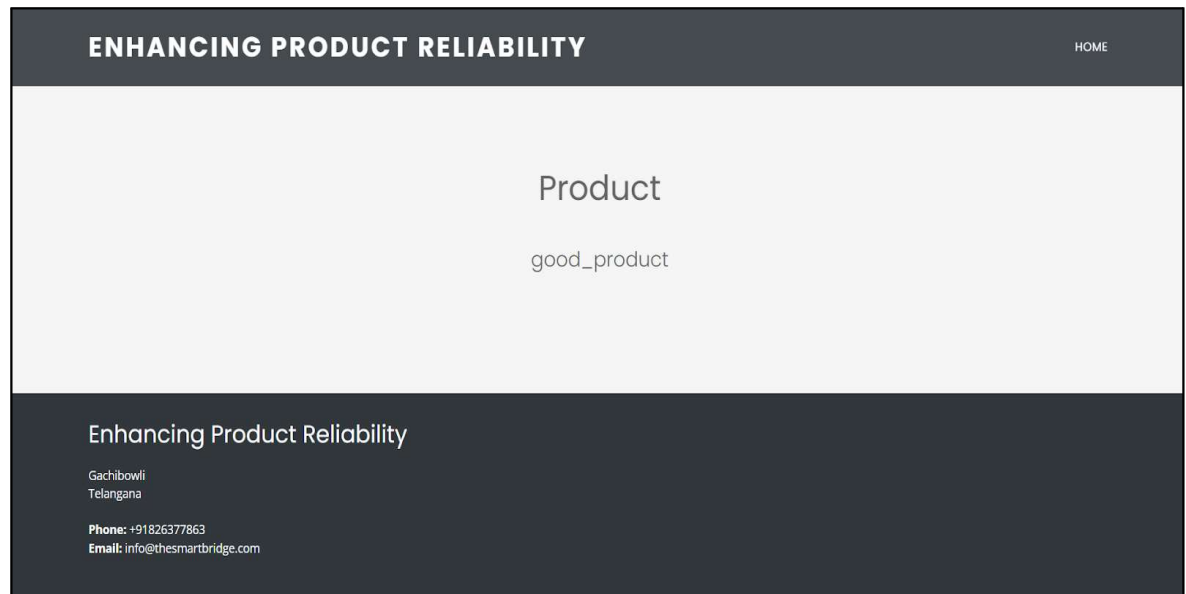 ENHANCING PRODUCT RELIABILITY
HOME
Product
good_product
Enhancing Product Reliability
Gachibowli
Telangana
Phone: +91826377863
Email: info@thesmartbridge.com